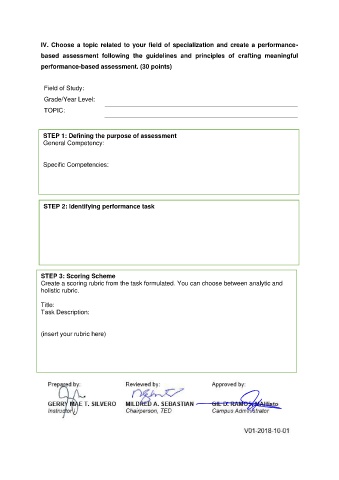 IV. Choose a topic related to your field of specialization and create a performance-
based assessment following the guidelines and principles of crafting meaningful
performance-based assessment. (30 points)
Field of Study:
Grade/Year Level:
TOPIC:
STEP 1: Defining the purpose of assessment
General Competency:
Specific Competencies:
STEP 2: Identifying performance task
STEP 3: Scoring Scheme
Create a scoring rubric from the task formulated. You can choose between analytic and
holistic rubric.
Title:
Task Description:
(insert your rubric here)
Prepared by: Reviewed by: Approved by:
GERRY MAE T. SILVERO MILDRED A. SEBASTIAN GIL D. RAMOS
Instructor Chairperson, TED Campus Administrator
V01-2018-10-01